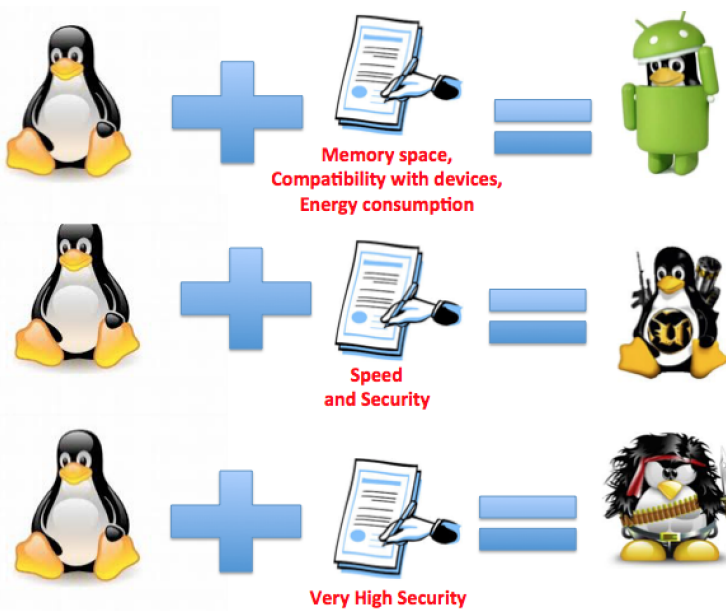 Memory space,
Compatibility with devices,
Energy consumption
Speed
and Security
Very High Security